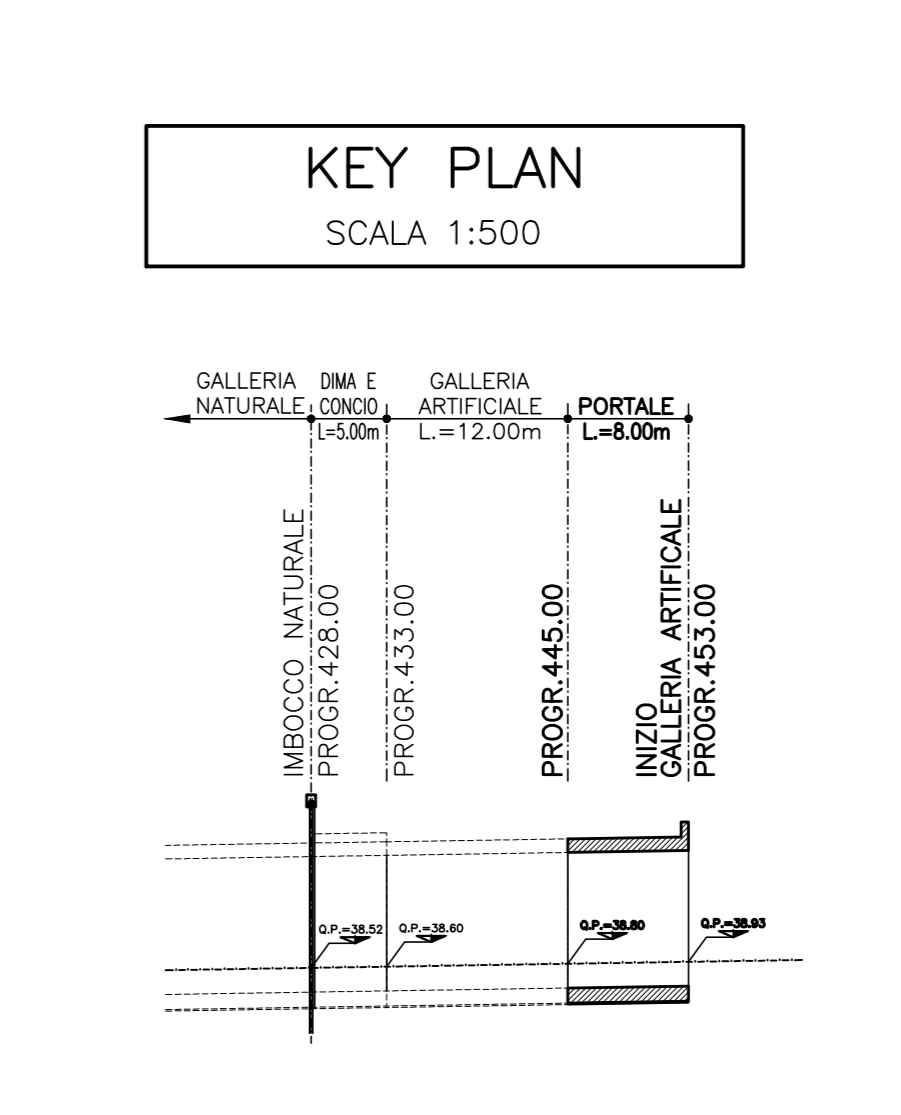 KEY PLAN
SCALA 1:500
GALLERIA
NATURALE
DIMA E
CONCIO
L=5.00m
GALLERIA
ARTIFICIALE
L.=12.00m
PORTALE
L.=8.00m
IMBOCCO NATURALE
PROGR.428.00
PROGR.433.00
PROGR.445.00
INIZIO
GALLERIA ARTIFICALE
PROGR.453.00
Q.P.=38.52
Q.P.=38.60
Q.P.=38.80
Q.P.=38.93